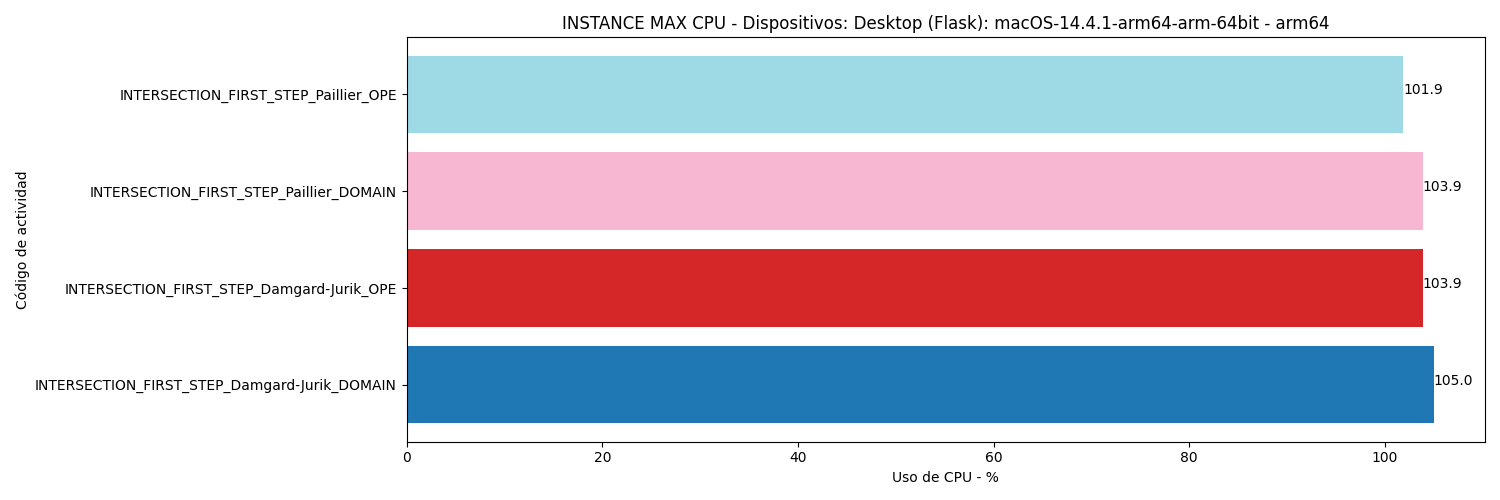 INSTANCE MAX CPU - Dispositivos: Desktop (Flask): macOS-14.4.1-arm64-arm-64bit - arm64
Código de actividad
INTERSECTION_FIRST_STEP_Paillier_OPE
101.9
INTERSECTION_FIRST_STEP_Paillier_DOMAIN
103.9
INTERSECTION_FIRST_STEP_Damgard-Jurik_OPE
103.9
INTERSECTION_FIRST_STEP_Damgard-Jurik_DOMAIN
105.0
0 20 40 60 80 100
Uso de CPU - %